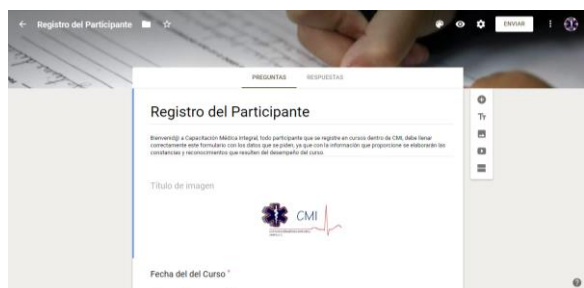 Registro del Participante
ENVIAR
PREGUNTAS RESPUESTAS
Registro del Participante
Bienvenid@ a Capacitación Médica Integral, todo participante que se registre en cursos dentro de CMI, debe llenar
correctamente este formulario con los datos que se piden, ya que con la información que proporcione se elaborarán las
constancias y reconocimientos que resulten del desempeño del curso.
Título de imagen
CMI
Fecha del del Curso *